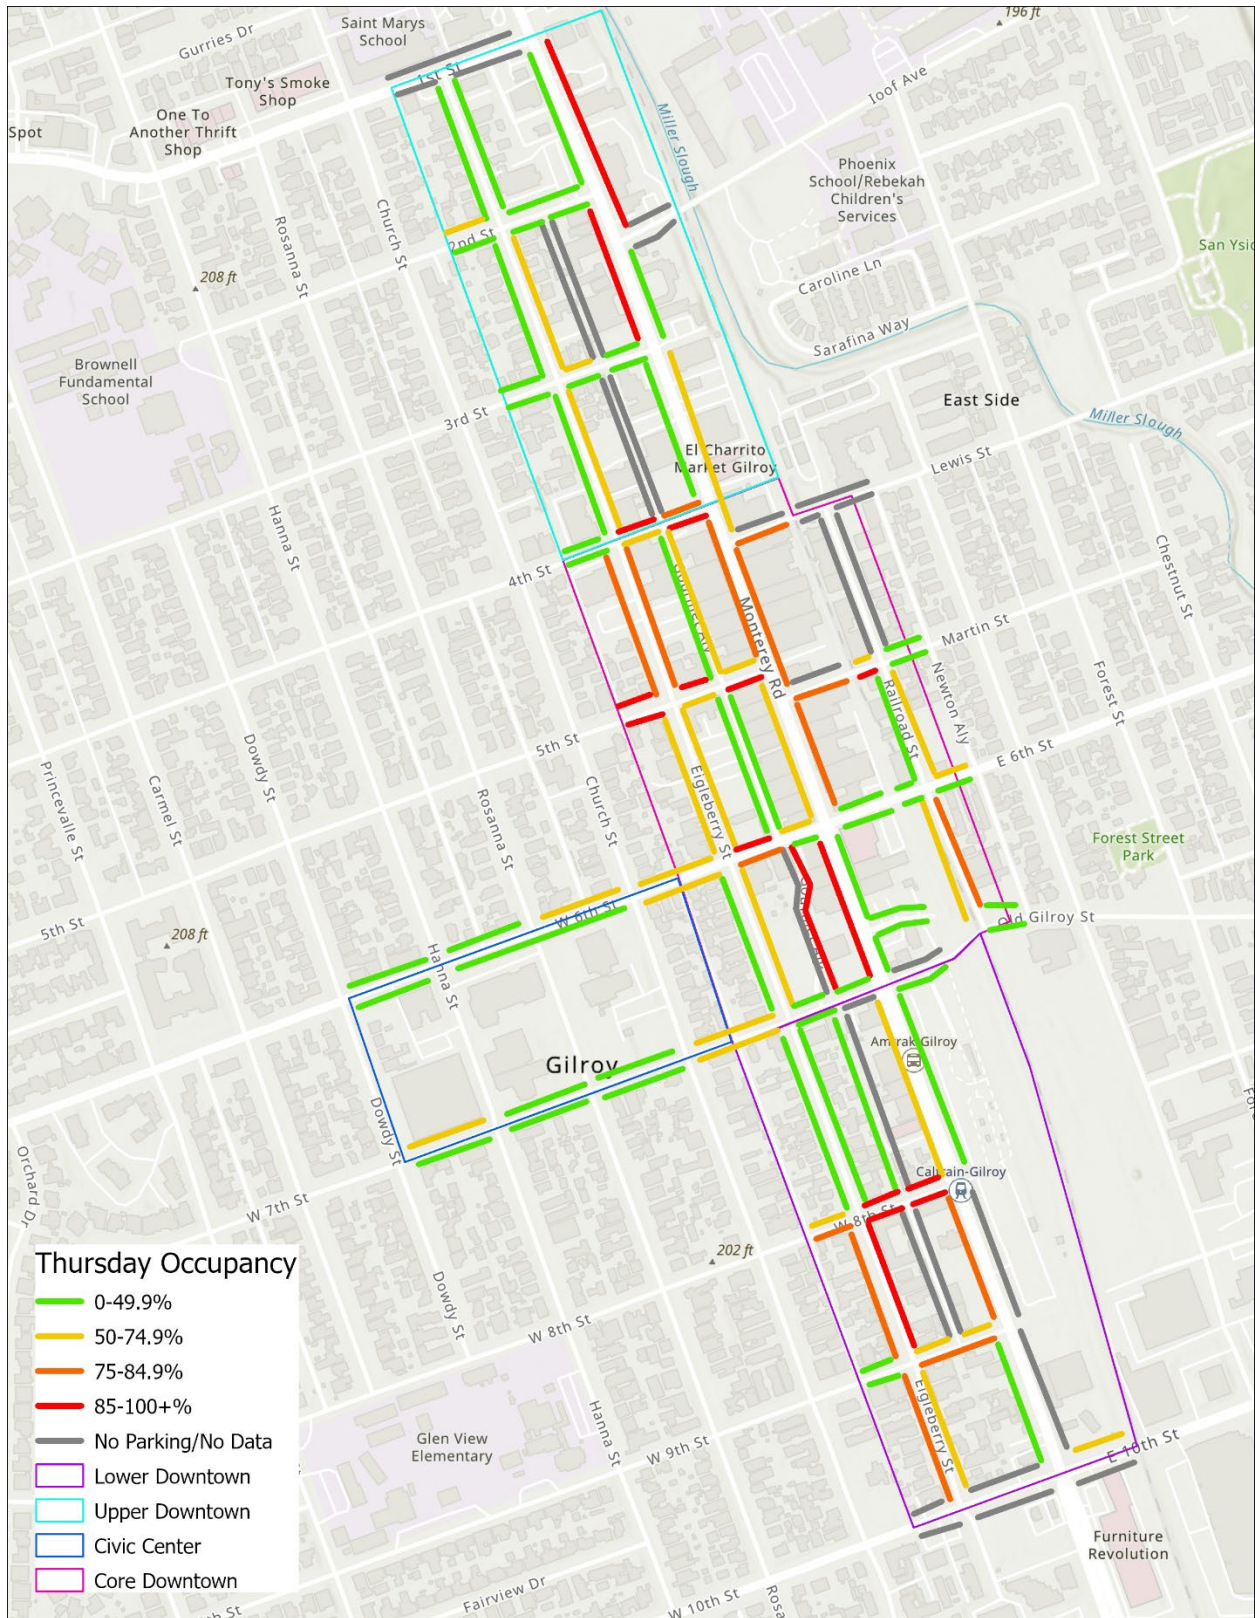 196 ft
Saint Marys
School
Gurries Dr
1st St
Tony's Smoke
Shop
Ioof Ave
One To
Another Thrift
Shop
Spot
Miller Slough
Phoenix
School/Rebekah
Children's
Services
Church St
Rosanna St
2nd St
San Ysid
208 ft
Caroline Ln
Sarafina Way
Brownell
Fundamental
School
East Side
3rd St
Miller Slough
El Charrito
Market Gilroy
Lewis St
Hanna St
4th St
Chestnut St
Monterey Rd
Martin St
Newton Aly
Forest St
Railroad St
5th St
E 6th St
Dowdy St
Princevalle St
Carmel St
Rosanna St
Church St
Eigleberry St
Forest Street
Park
W 6th St
Old Gilroy St
5th St
208 ft
Hanna St
Amtrak-Gilroy
Gilroy
Dowdy St
Orchard Dr
Caltrain-Gilroy
W 7th St
W 8th St
202 ft
Thursday Occupancy
0-49.9%
50-74.9%
75-84.9%
85-100+%
No Parking/No Data
Lower Downtown
Upper Downtown
Civic Center
Core Downtown
Dowdy St
W 8th St
Hanna St
Eigleberry St
Glen View
Elementary
W 9th St
E 10th St
Furniture
Revolution
Fairview Dr
W 10th St
Rosa